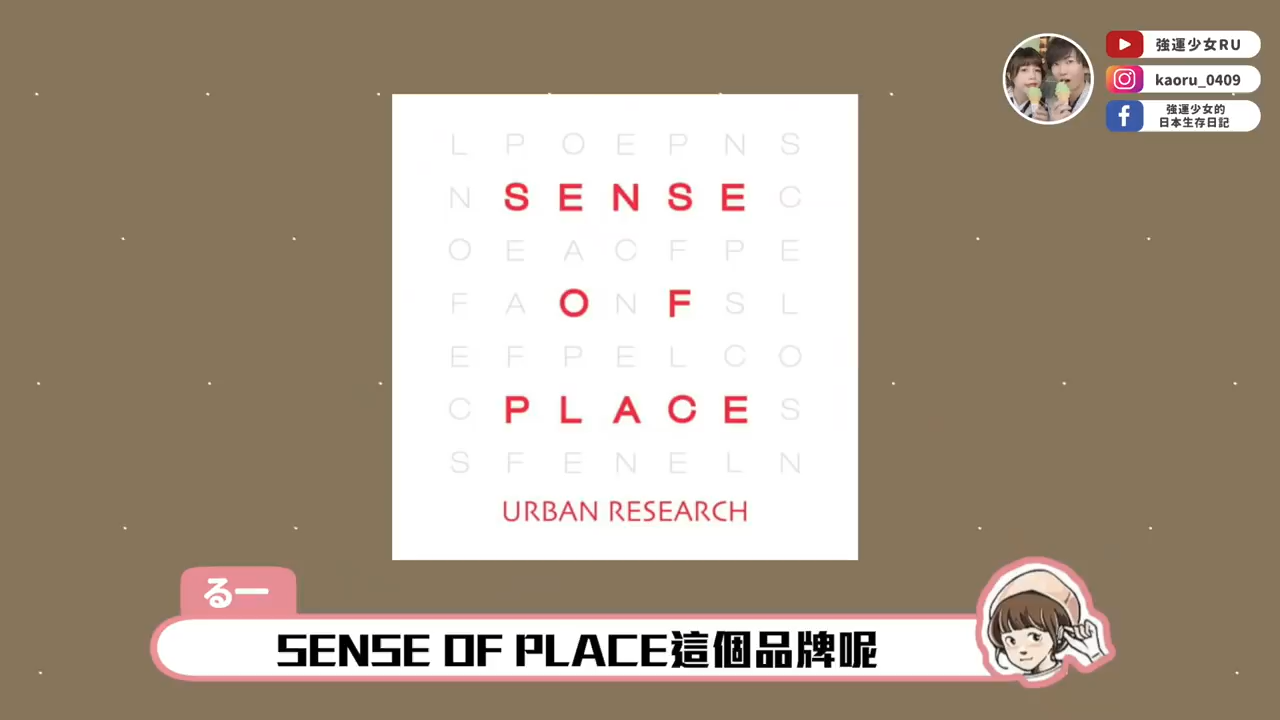 強運少女RU
kaoru_0409
強運少女的
日本生存日記
L P O E P N S
N S E N S E C
O E A C F P E
F A O N F S L
E F P E L C O
C P L A C E S
S F E N E L N
URBAN RESEARCH
るー
SENSE OF PLACE這個品牌呢